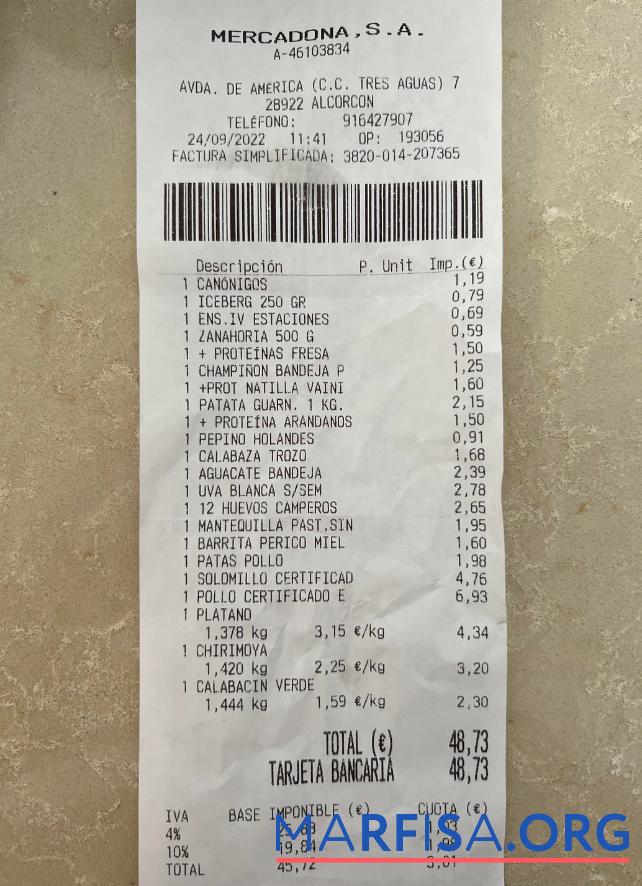 MERCADONA,S.A.
A-46103834
AVDA. DE AMÉRICA (C.C. TRES AGUAS) 7
28922 ALCORCON
TELÉFONO: 916427907
24/09/2022 11:41 OP: 193056
FACTURA SIMPLIFICADA: 3820-014-207365
Descripción P. Unit Imp.(€)
1 CANÓNIGOS 1,19
1 ICEBERG 250 GR 0,79
1 ENS.IV ESTACIONES 0,69
1 ZANAHORIA 500 G 0,59
1 + PROTEÍNAS FRESA 1,50
1 CHAMPIÑON BANDEJA P 1,25
1 +PROT NATILLA VAINI 1,60
1 PATATA GUARN. 1 KG. 2,15
1 + PROTEÍNA ARANDANOS 1,50
1 PEPINO HOLANDES 0,91
1 CALABAZA TROZO 1,68
1 AGUACATE BANDEJA 2,39
1 UVA BLANCA S/SEM 2,78
1 12 HUEVOS CAMPEROS 2,65
1 MANTEQUILLA PAST.SIN 1,95
1 BARRITA PERICO MIEL 1,60
1 PATAS POLLO 1,98
1 SOLOMILLO CERTIFICAD 4,76
1 POLLO CERTIFICADO E 6,93
1 PLATANO
1,378 kg 3,15 €/kg 4,34
1 CHIRIMOYA
1,420 kg 2,25 €/kg 3,20
1 CALABACIN VERDE
1,444 kg 1,59 €/kg 2,30
TOTAL (€) 48,73
TARJETA BANCARIA 48,73
IVA BASE IMPONIBLE (€) CUOTA (€)
4%
10% 19,84
TOTAL 45,72 3,01
MARFISA.ORG